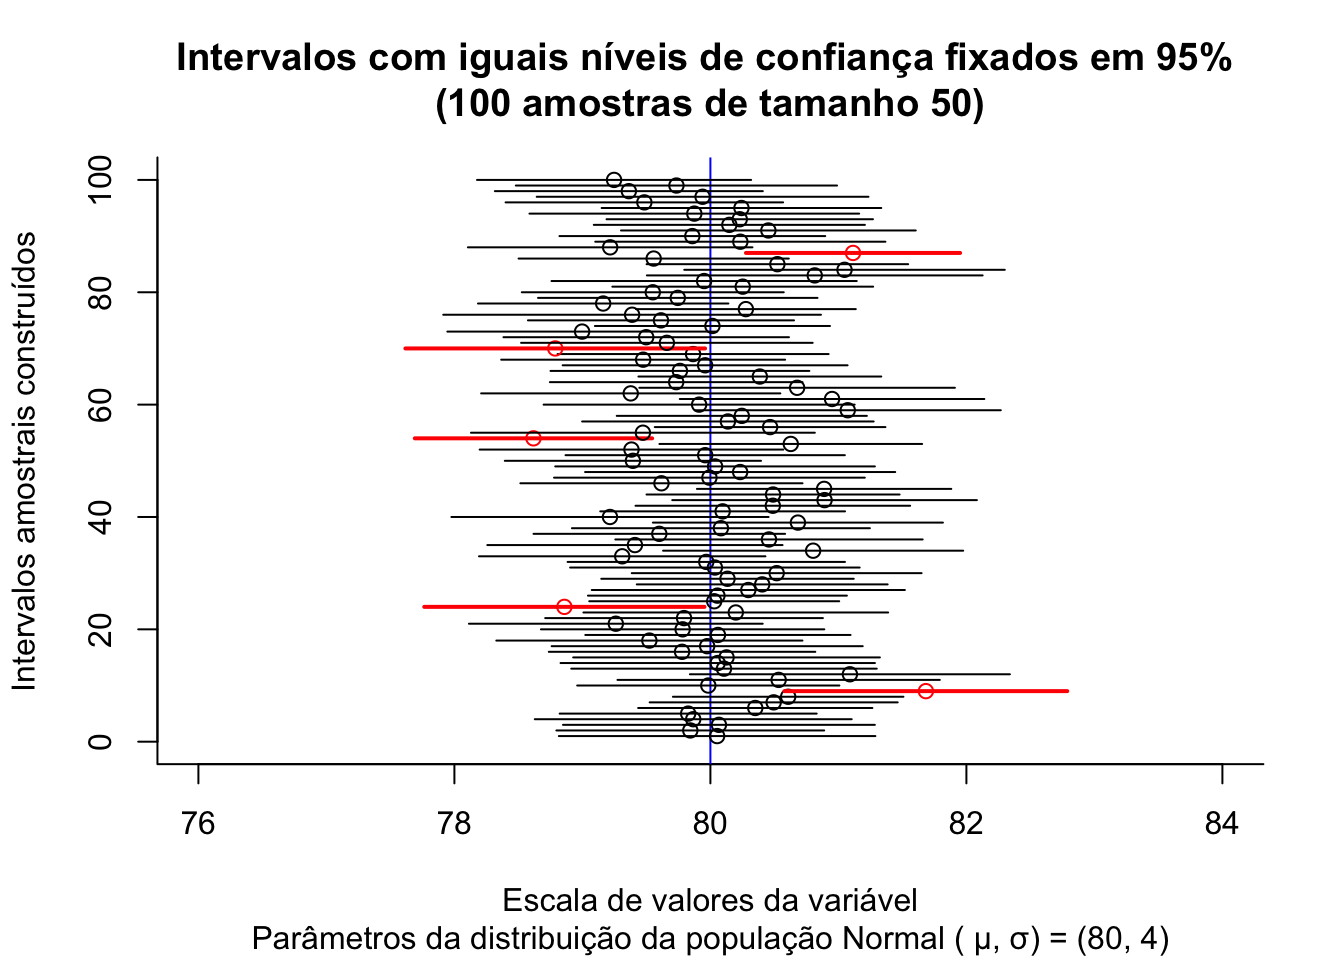 Intervalos com iguais níveis de confiança fixados em 95%
(100 amostras de tamanho 50)
Intervalos amostrais construídos
100
80
60
40
20
0
76 78 80 82 84
Escala de valores da variável
Parâmetros da distribuição da população Normal ( μ, σ) = (80, 4)